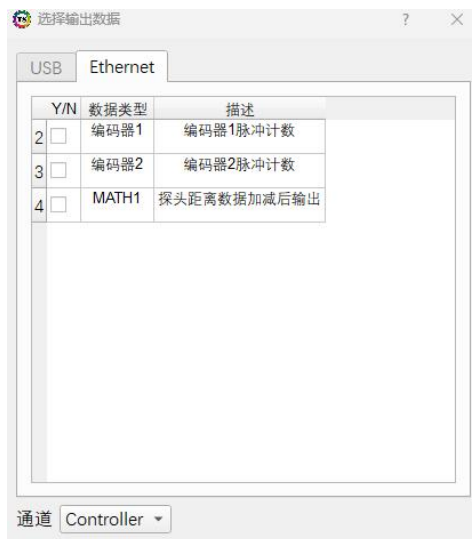 TS 选择输出数据 ? ×
USB Ethernet
Y/N 数据类型 描述
2 编码器1 编码器1脉冲计数
3 编码器2 编码器2脉冲计数
4 MATH1 探头距离数据加减后输出
通道 Controller